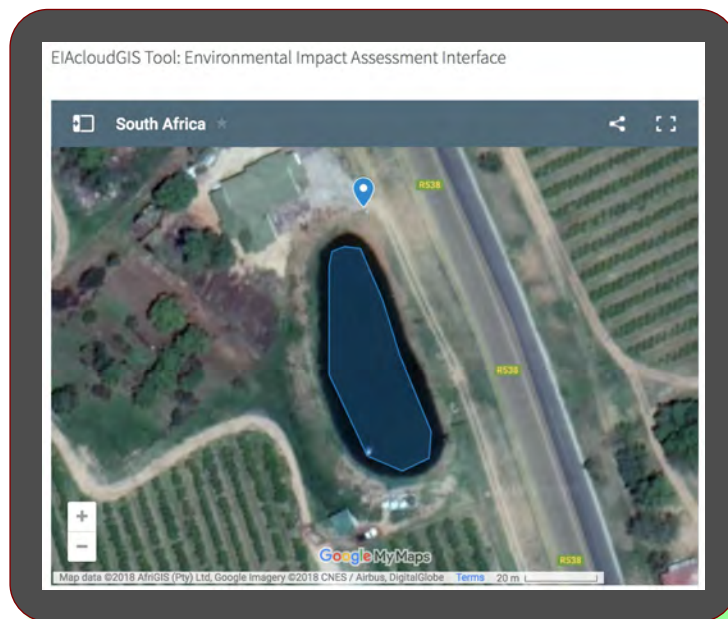 EIAcloudGIS Tool: Environmental Impact Assessment Interface
South Africa
R538
R538
+
−
Google My Maps
R538
Map data ©2018 AfriGIS (Pty) Ltd, Google Imagery ©2018 CNES / Airbus, DigitalGlobe Terms 20 m